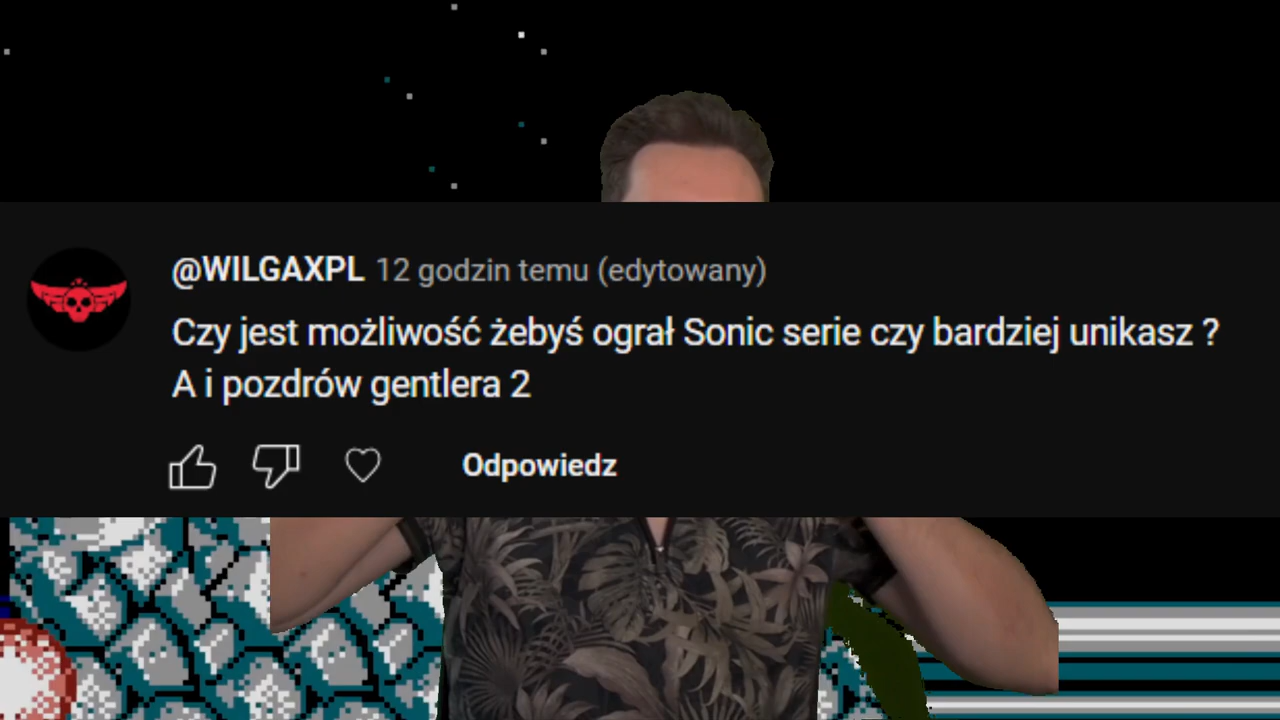 @WILGAXPL 12 godzin temu (edytowany)
Czy jest możliwość żebyś ograł Sonic serie czy bardziej unikasz ?
A i pozdrów gentlera 2
Odpowiedz